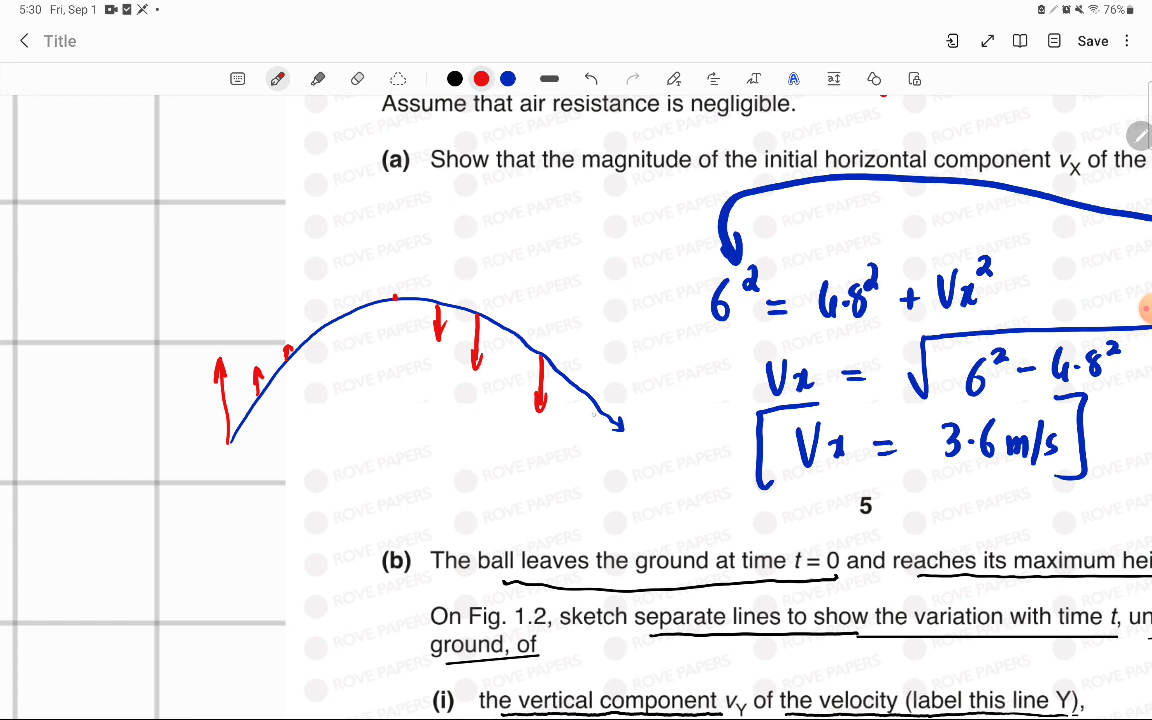 5:30 Fri, Sep 1
76%
Title
Save
Assume that air resistance is negligible.
(a) Show that the magnitude of the initial horizontal component vX of the
6² = 4.8² + Vx²
Vx = √6² - 4.8²
[Vx = 3.6 m/s]
5
(b) The ball leaves the ground at time t = 0 and reaches its maximum hei
On Fig. 1.2, sketch separate lines to show the variation with time t, un
ground, of
(i) the vertical component vY of the velocity (label this line Y),
ROVE PAPERS